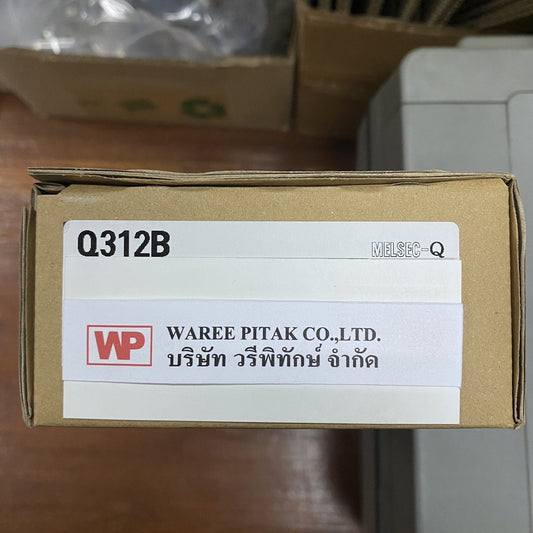 Q312B
MELSEC-Q
WP
WAREE PITAK CO.,LTD.
บริษัท วรีพิทักษ์ จำกัด